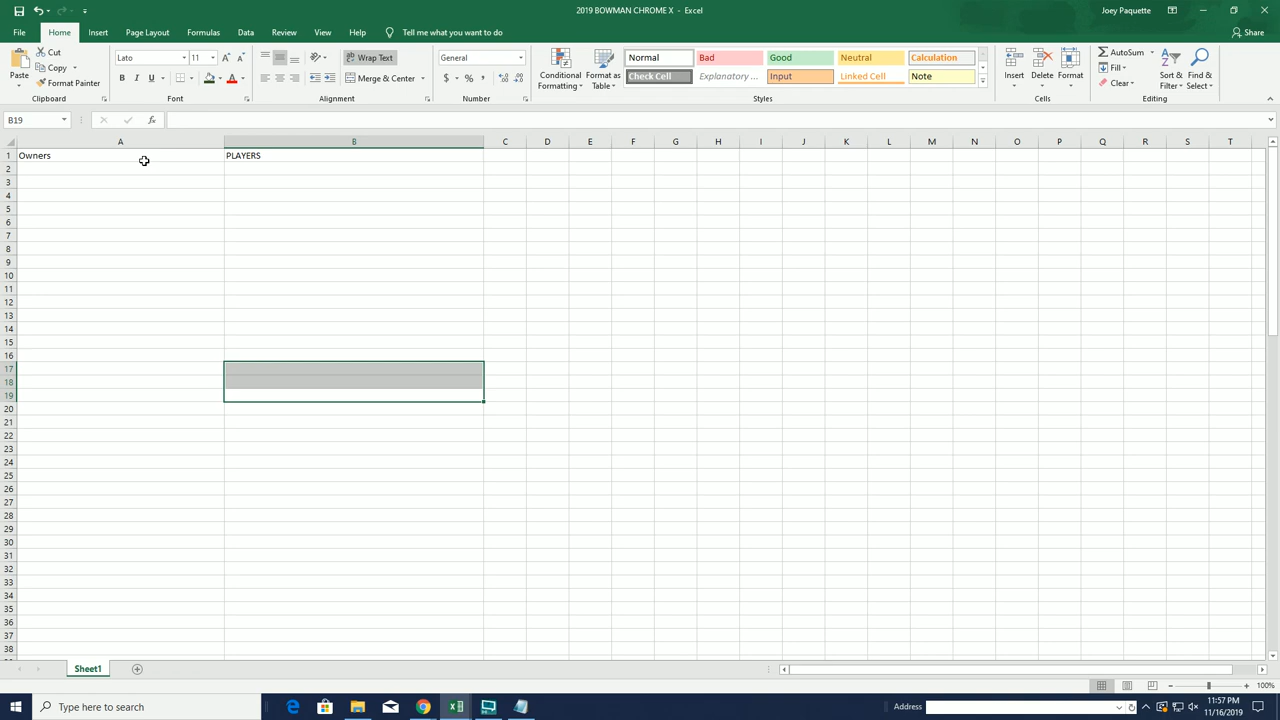 2019 BOWMAN CHROME X - Excel
Joey Paquette
File Home Insert Page Layout Formulas Data Review View Help Tell me what you want to do
Share
Paste
Cut
Copy
Format Painter
Clipboard
Lato 11
B I U
Font
Wrap Text
Merge & Center
Alignment
General
$ % ,
Number
Conditional Formatting
Format as Table
Normal Bad Good Neutral Calculation
Check Cell Explanatory ... Input Linked Cell Note
Styles
Insert Delete Format
Cells
AutoSum
Fill
Clear
Sort & Filter
Find & Select
Editing
B19
fx
A B C D E F G H I J K L M N O P Q R S T
1 Owners PLAYERS
2
3
4
5
6
7
8
9
10
11
12
13
14
15
16
17
18
19
20
21
22
23
24
25
26
27
28
29
30
31
32
33
34
35
36
37
38
Sheet1
100%
Type here to search
Address
11:57 PM
11/16/2019